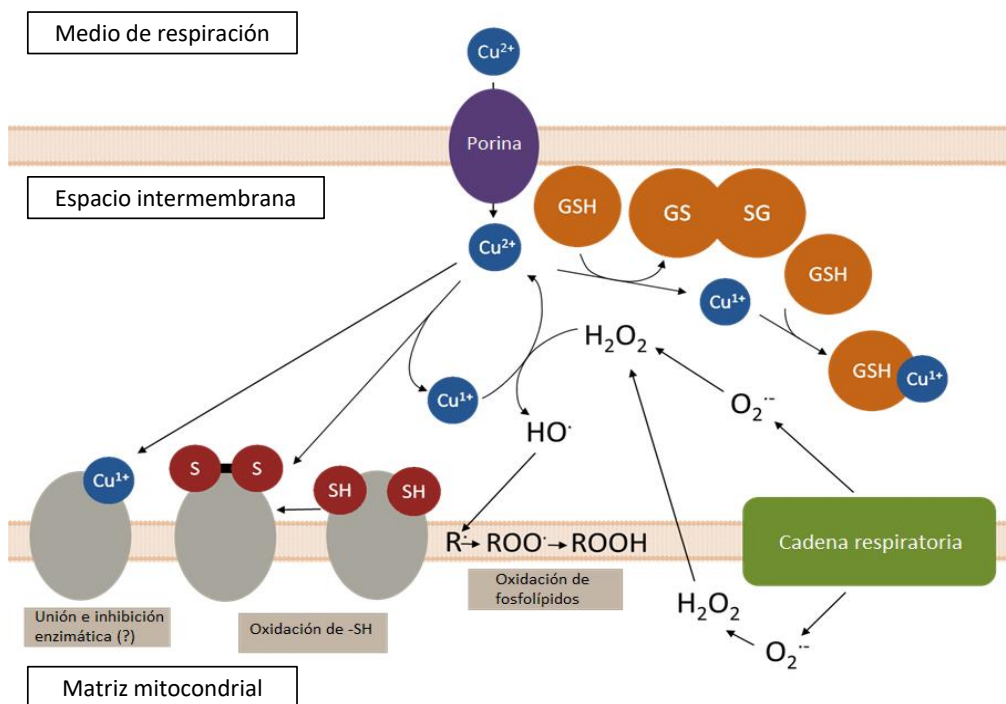 Medio de respiración
Cu²⁺
Porina
Espacio intermembrana
GSH
GS
SG
Cu²⁺
GSH
Cu¹⁺
H₂O₂
GSH
Cu¹⁺
Cu¹⁺
O₂˙⁻
HO˙
S
S
Cu¹⁺
SH
SH
R˙
ROO˙
ROOH
Cadena respiratoria
Oxidación de
fosfolípidos
H₂O₂
Unión e inhibición
enzimática (?)
Oxidación de -SH
O₂˙⁻
Matriz mitocondrial